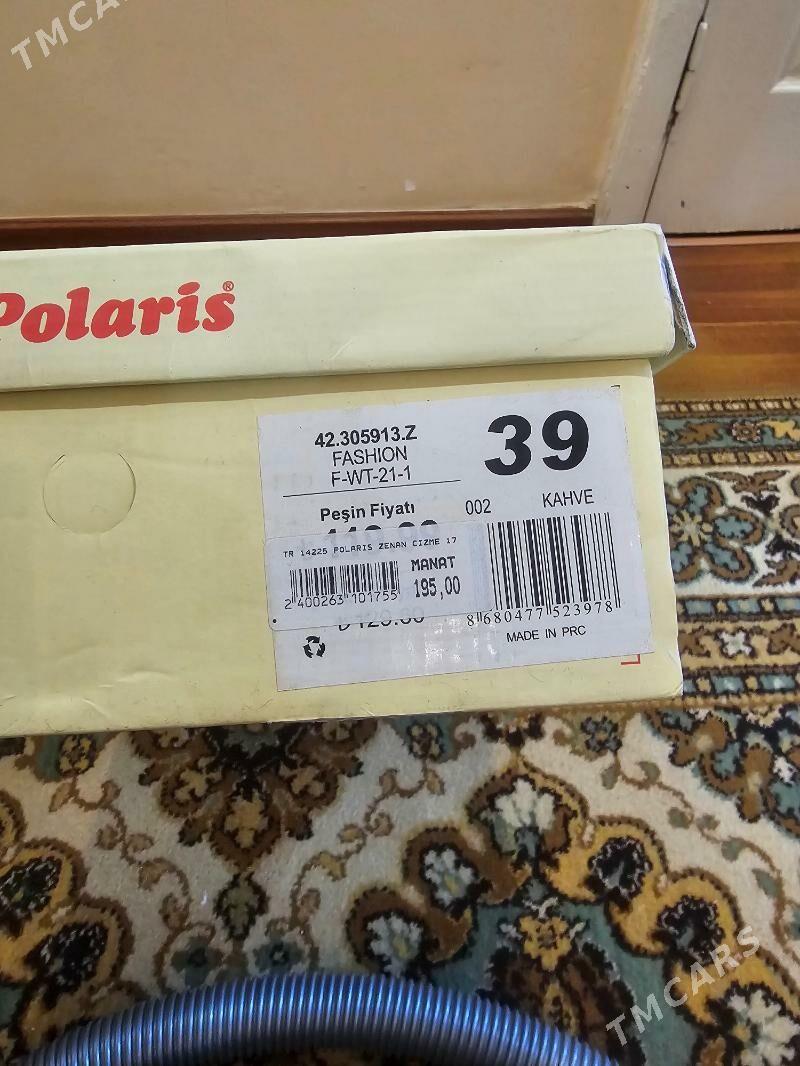 TMCARS
Polaris®
42.305913.Z
FASHION
F-WT-21-1
39
Peşin Fiyatı
002
KAHVE
TR 14225 POLARIS ZENAN CIZME 17
MANAT
195,00
2 400263 101755
8 680477 523978
MADE IN PRC
TMCARS